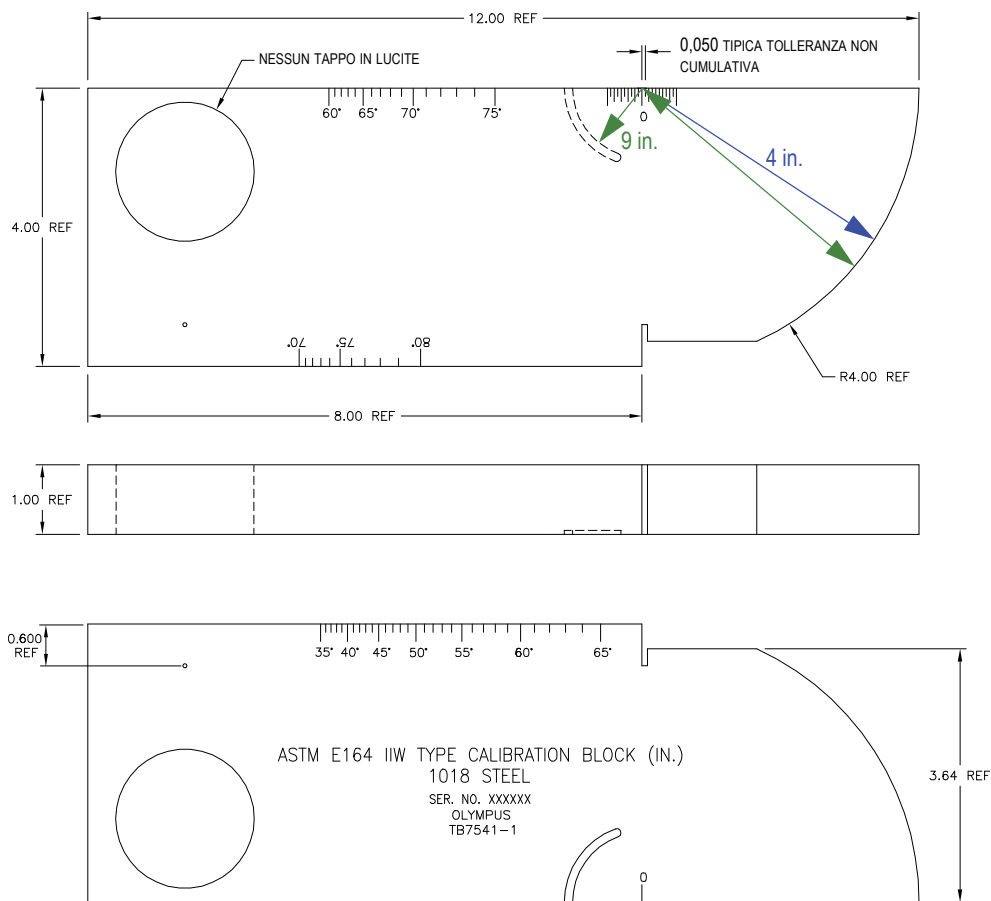 12.00 REF
NESSUN TAPPO IN LUCITE
0,050 TIPICA TOLLERANZA NON
CUMULATIVA
60° 65° 70° 75°
0
9 in.
4 in.
4.00 REF
70° 75° 80°
R4.00 REF
8.00 REF
1.00 REF
0.600
REF
35° 40° 45° 50° 55° 60° 65°
ASTM E164 IIW TYPE CALIBRATION BLOCK (IN.)
1018 STEEL
SER. NO. XXXXXX
OLYMPUS
TB7541-1
3.64 REF
0